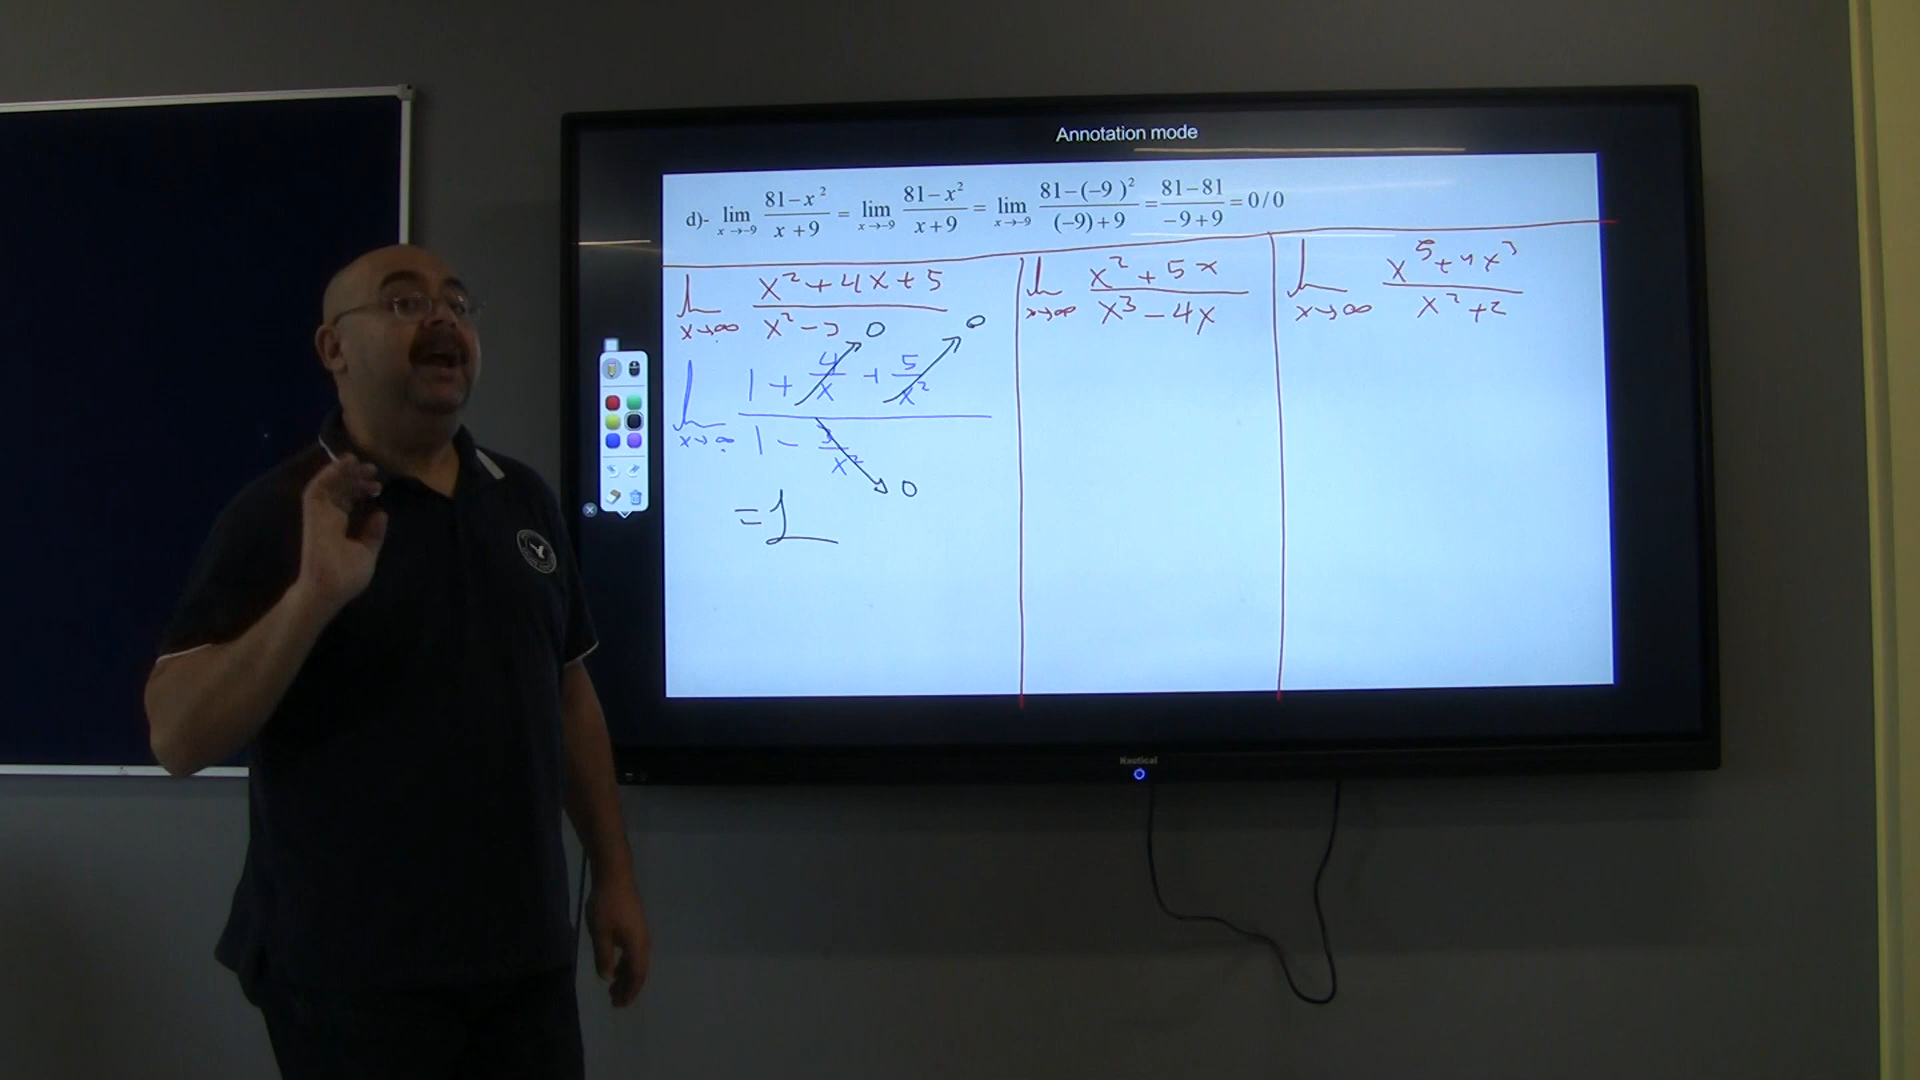 Annotation mode
d)- lim x→-9 81-x² / x+9 = lim x→-9 81-x² / x+9 = lim x→-9 81-(-9)² / (-9)+9 = 81-81 / -9+9 = 0/0
lim x→∞ x²+4x+5 / x²-3
0 0
lim x→∞ 1 + 4/x + 5/x² / 1 - 3/x²
0
=1
lim x→∞ x²+5x / x³-4x
lim x→∞ x⁵+4x³ / x²+2
Nautical